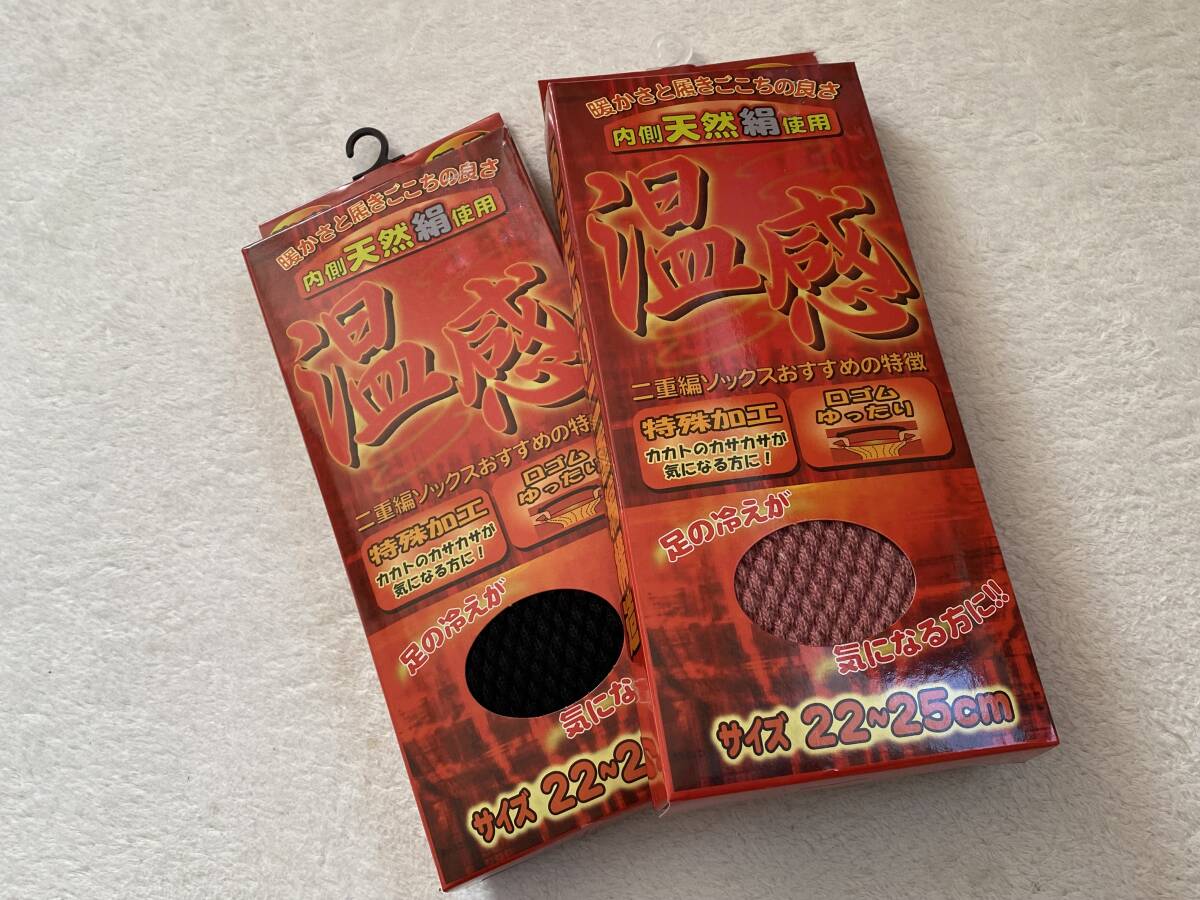 暖かさと履きごこちの良さ
内側天然絹使用
温感
二重編ソックスおすすめの特
特殊加工
カカトのカサカサが
気になる方に!
口ゴム
ゆったり
足の冷えが
気にな
サイズ 22~2
暖かさと履きごこちの良さ
内側天然絹使用
温感
二重編ソックスおすすめの特徴
特殊加工
カカトのカサカサが
気になる方に!
口ゴム
ゆったり
足の冷えが
気になる方に!!
サイズ 22~25cm